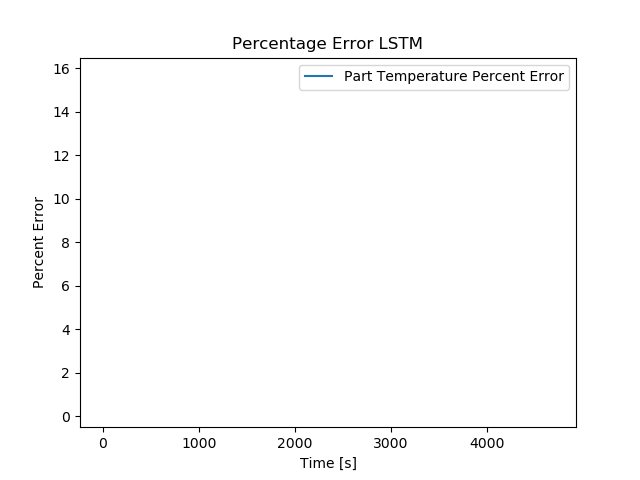 Percentage Error LSTM
Part Temperature Percent Error
16
14
12
10
8
6
4
2
0
Percent Error
0 1000 2000 3000 4000
Time [s]